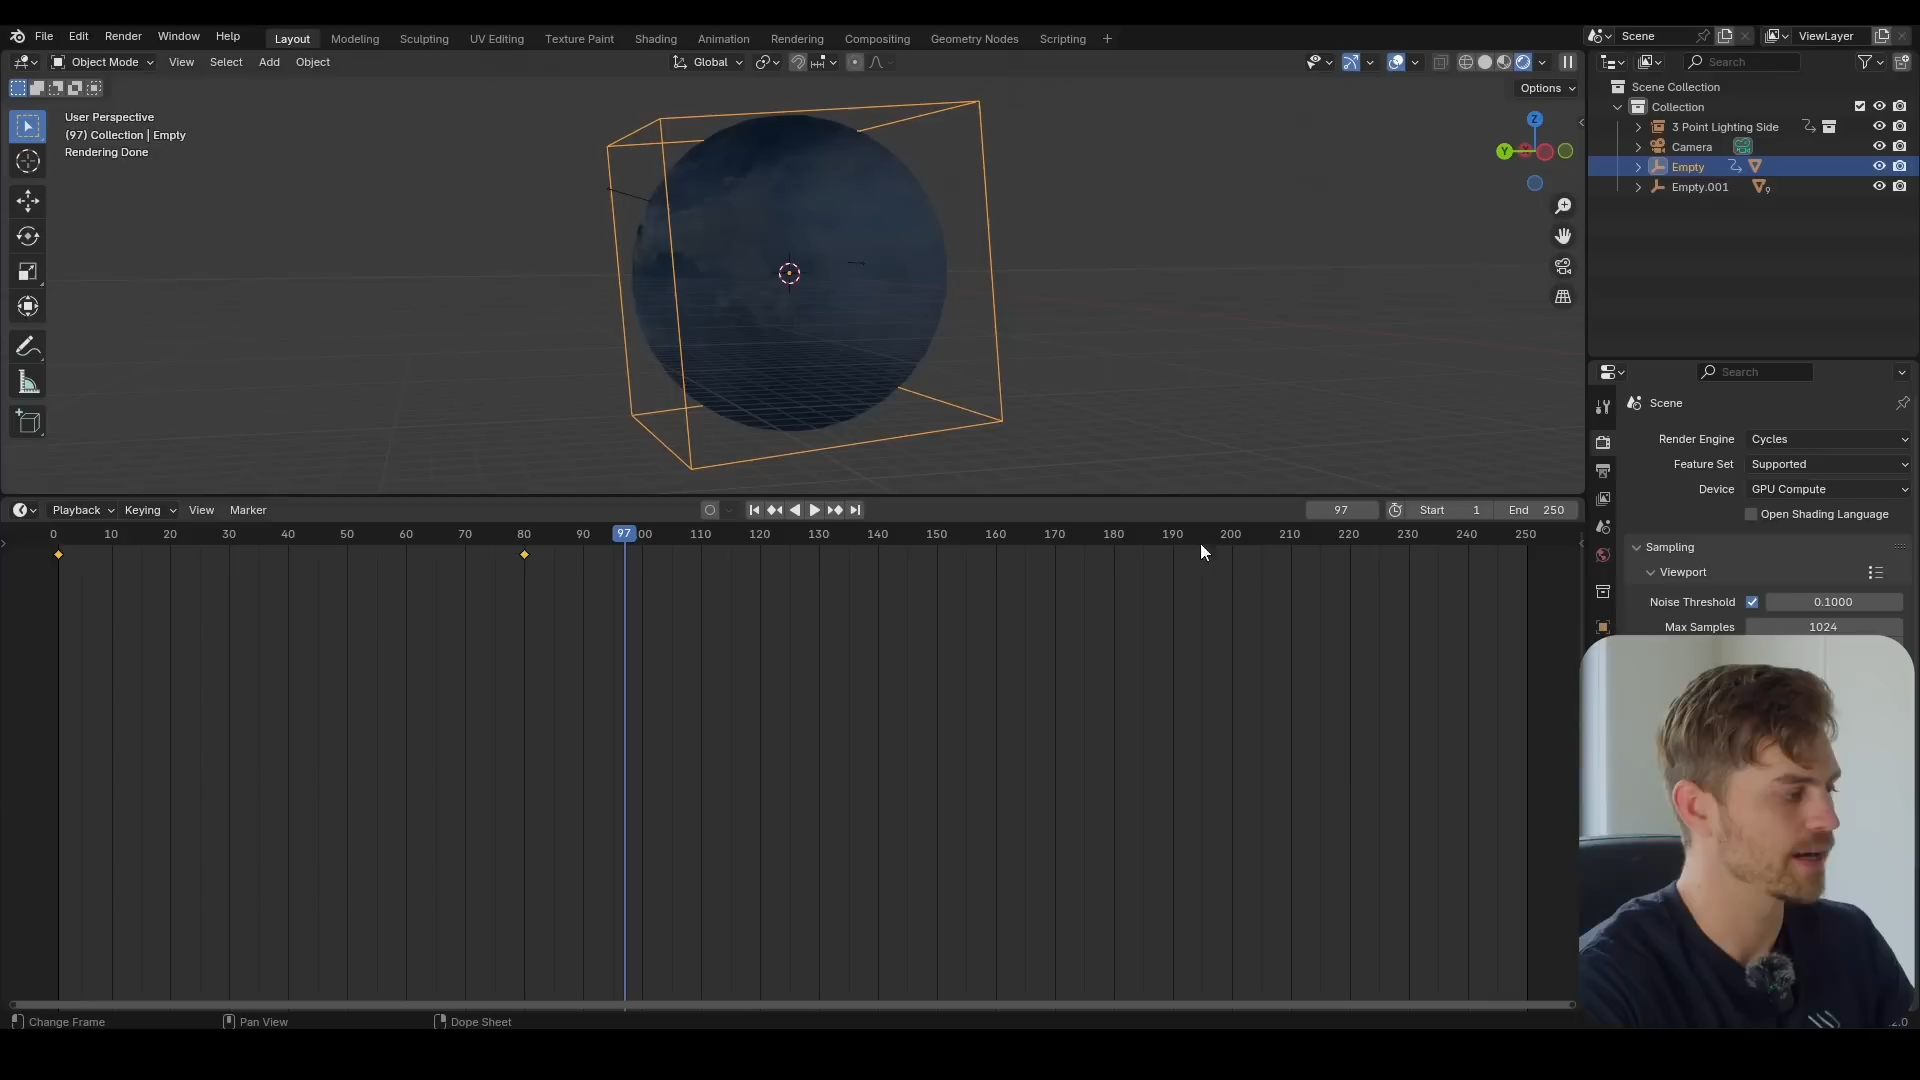 File Edit Render Window Help Layout Modeling Sculpting UV Editing Texture Paint Shading Animation Rendering Compositing Geometry Nodes Scripting + Scene ViewLayer
Object Mode View Select Add Object Global Search
Options
User Perspective
(97) Collection | Empty
Rendering Done
Z
Y
Scene Collection
Collection
3 Point Lighting Side
Camera
Empty
Empty.001 9
Search
Scene
Render Engine Cycles
Feature Set Supported
Device GPU Compute
Open Shading Language
Sampling
Viewport
Noise Threshold 0.1000
Max Samples 1024
Playback Keying View Marker 97 Start 1 End 250
0 10 20 30 40 50 60 70 80 90 97 00 110 120 130 140 150 160 170 180 190 200 210 220 230 240 250
Change Frame Pan View Dope Sheet 2.0